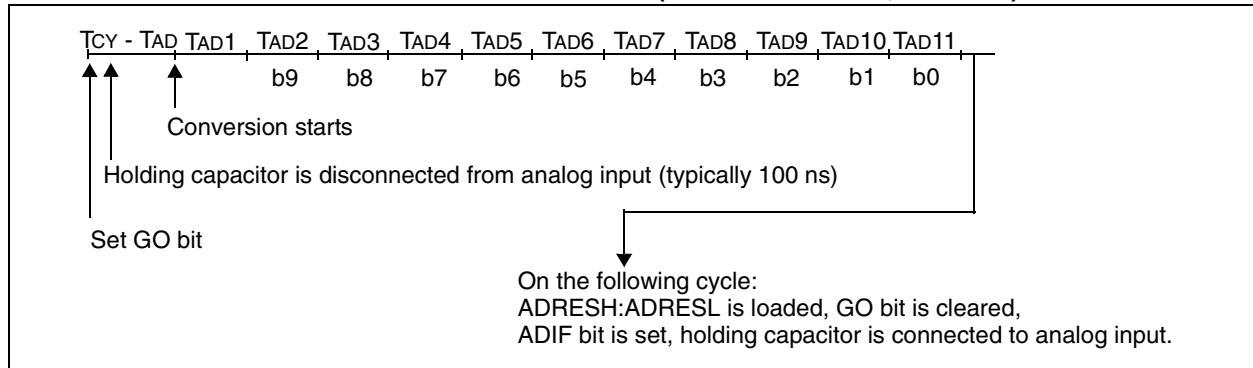 TCY - TAD TAD1 TAD2 TAD3 TAD4 TAD5 TAD6 TAD7 TAD8 TAD9 TAD10 TAD11
b9 b8 b7 b6 b5 b4 b3 b2 b1 b0
Conversion starts
Holding capacitor is disconnected from analog input (typically 100 ns)
Set GO bit
On the following cycle:
ADRESH:ADRESL is loaded, GO bit is cleared,
ADIF bit is set, holding capacitor is connected to analog input.